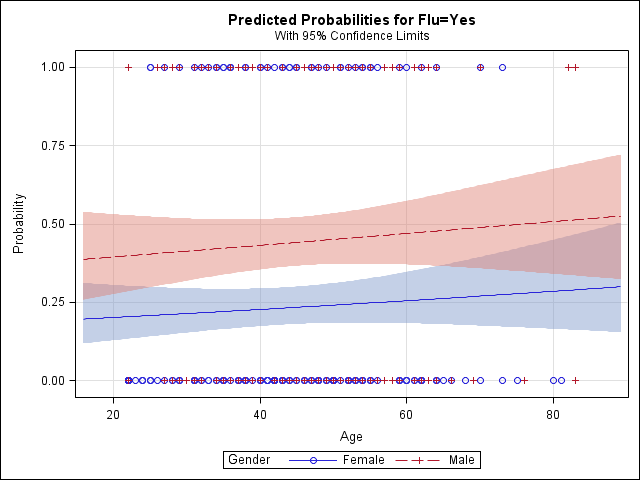 Predicted Probabilities for Flu=Yes
With 95% Confidence Limits
1.00
0.75
0.50
0.25
0.00
Probability
20 40 60 80
Age
Gender Female Male